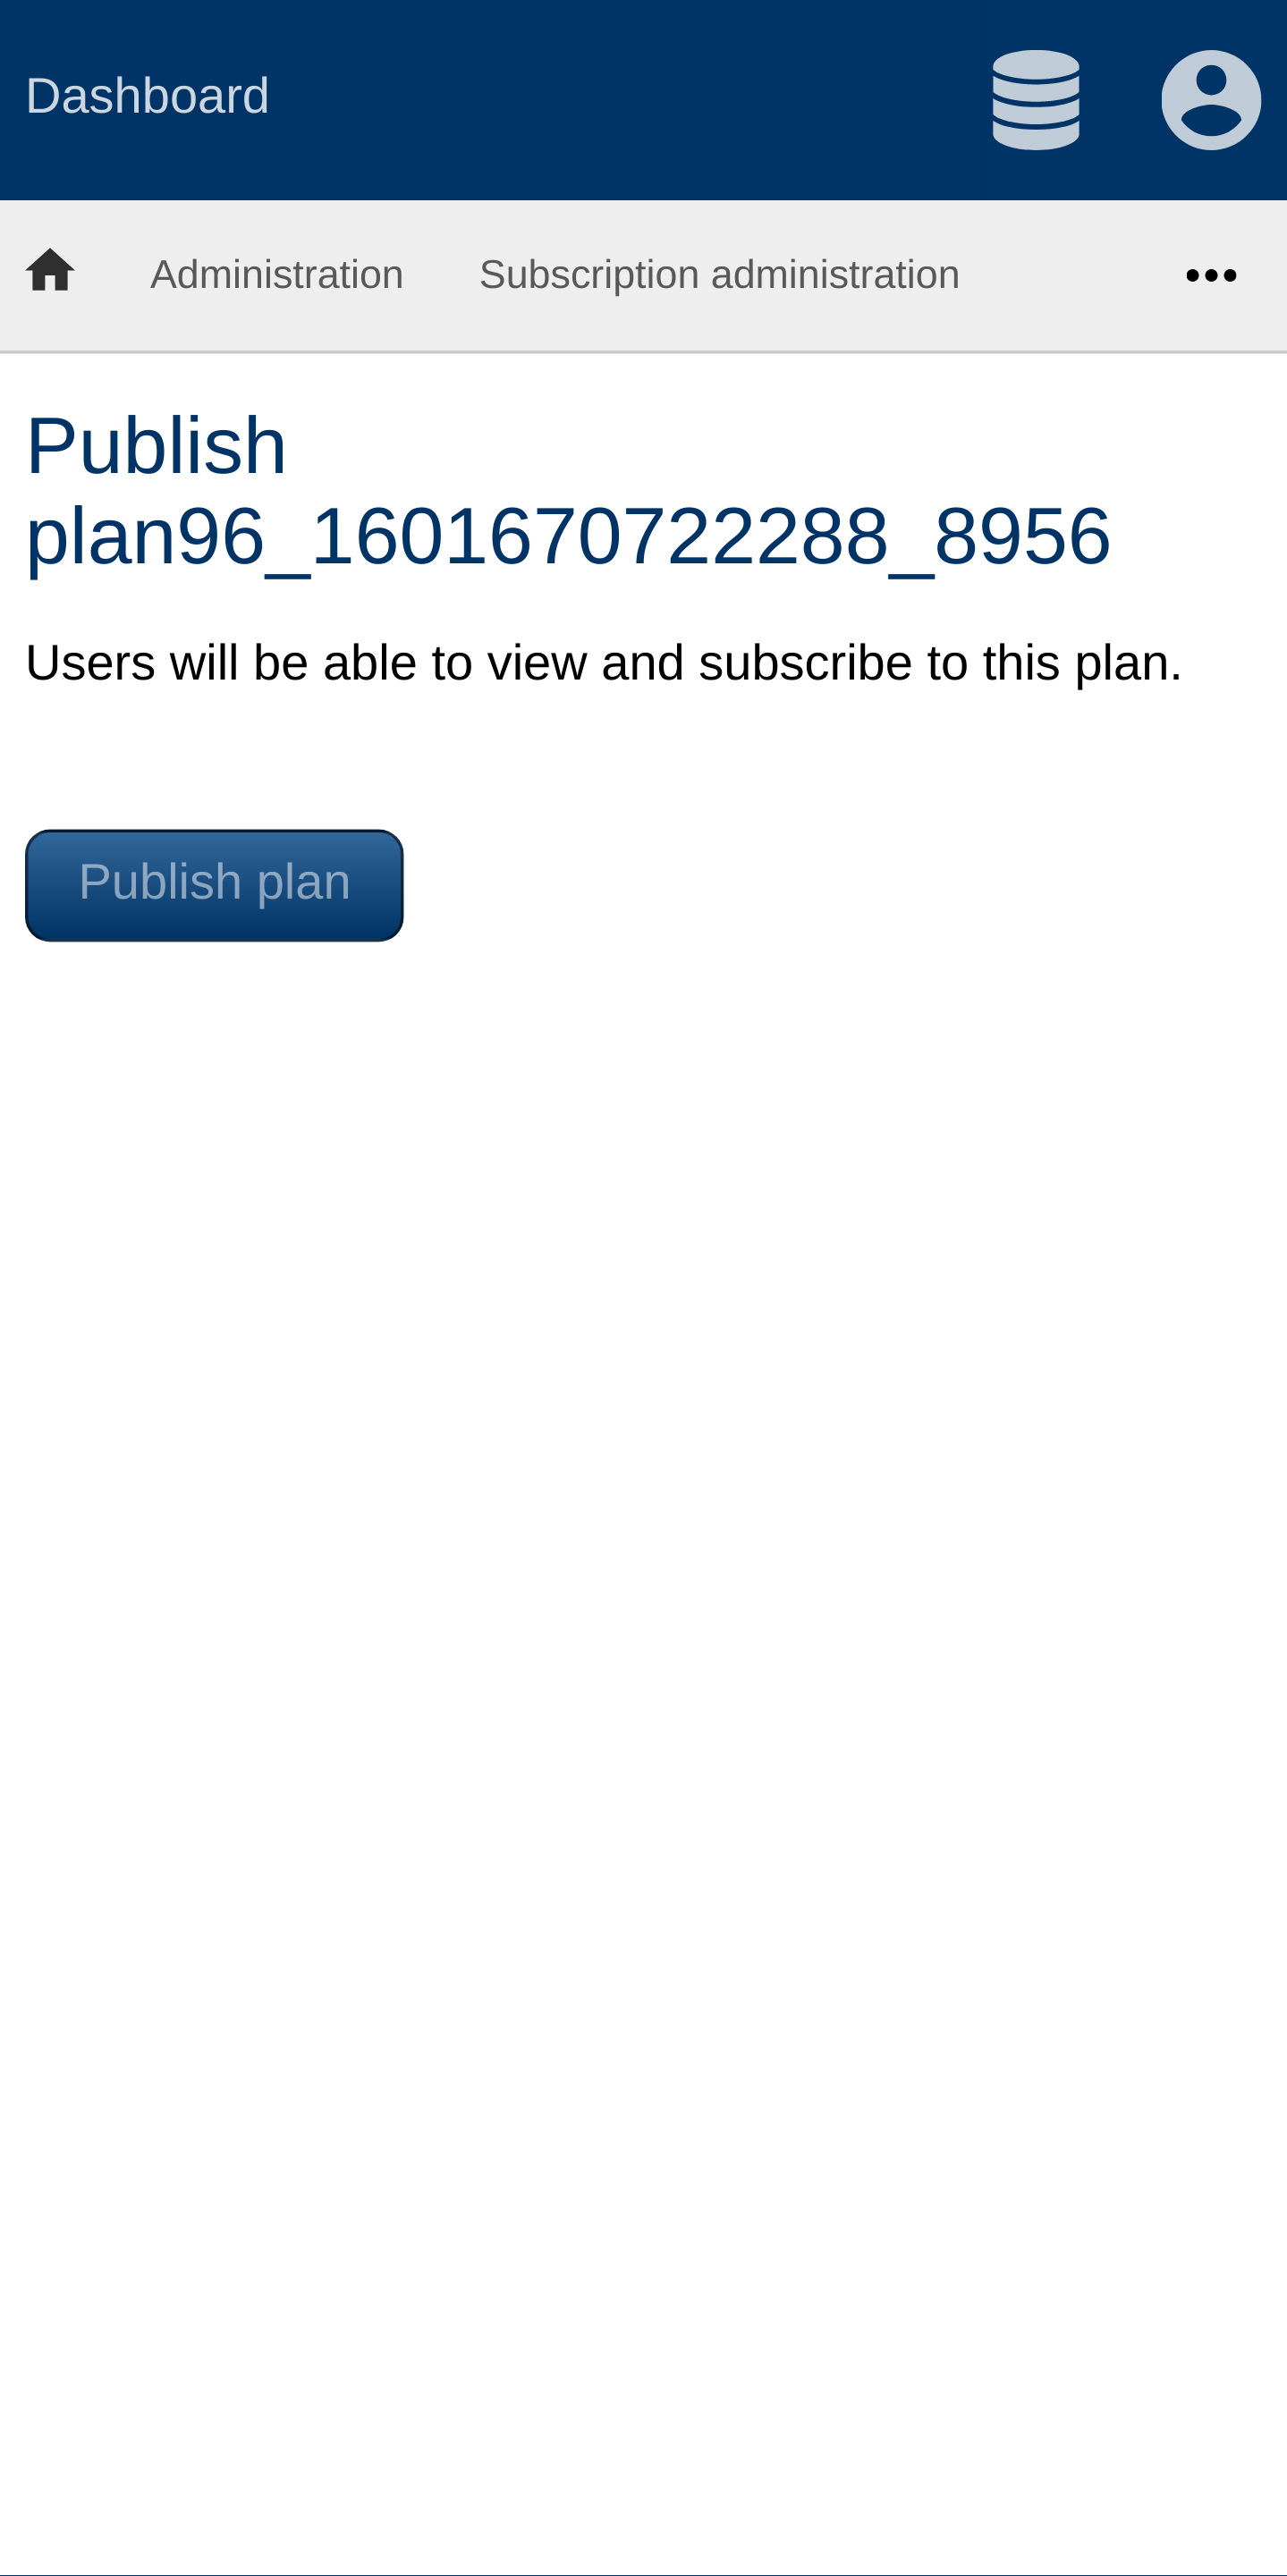 Dashboard
Administration Subscription administration •••
Publish
plan96_1601670722288_8956
Users will be able to view and subscribe to this plan.
Publish plan